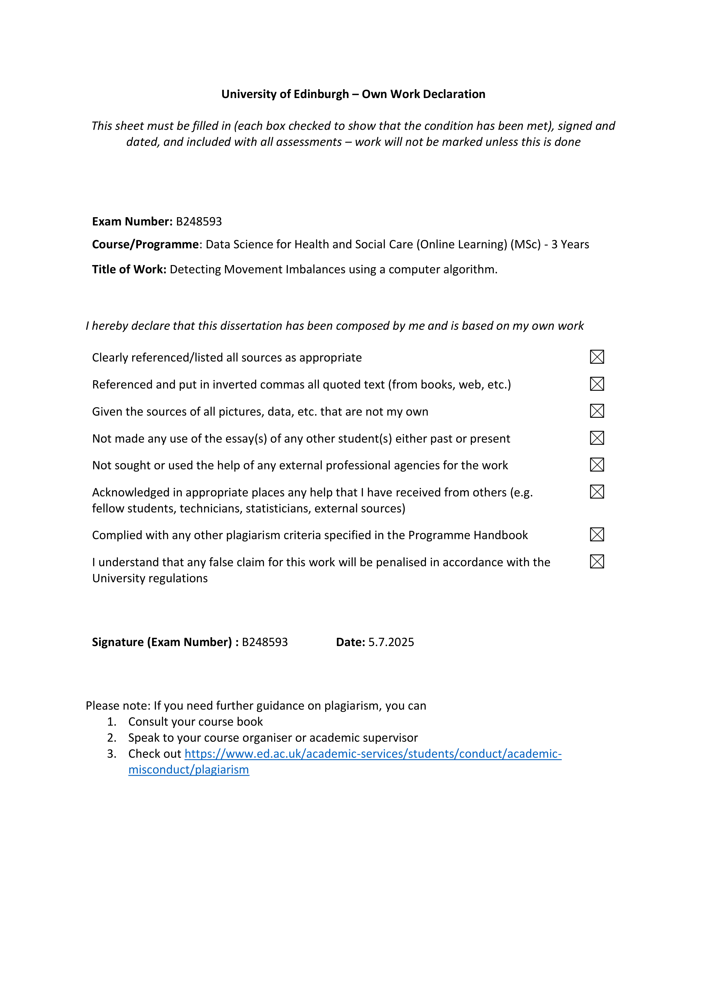 University of Edinburgh – Own Work Declaration
This sheet must be filled in (each box checked to show that the condition has been met), signed and
dated, and included with all assessments – work will not be marked unless this is done
Exam Number: B248593
Course/Programme: Data Science for Health and Social Care (Online Learning) (MSc) - 3 Years
Title of Work: Detecting Movement Imbalances using a computer algorithm.
I hereby declare that this dissertation has been composed by me and is based on my own work
Clearly referenced/listed all sources as appropriate ☒
Referenced and put in inverted commas all quoted text (from books, web, etc.) ☒
Given the sources of all pictures, data, etc. that are not my own ☒
Not made any use of the essay(s) of any other student(s) either past or present ☒
Not sought or used the help of any external professional agencies for the work ☒
Acknowledged in appropriate places any help that I have received from others (e.g. ☒
fellow students, technicians, statisticians, external sources)
Complied with any other plagiarism criteria specified in the Programme Handbook ☒
I understand that any false claim for this work will be penalised in accordance with the ☒
University regulations
Signature (Exam Number) : B248593 Date: 5.7.2025
Please note: If you need further guidance on plagiarism, you can
1. Consult your course book
2. Speak to your course organiser or academic supervisor
3. Check out https://www.ed.ac.uk/academic-services/students/conduct/academic-
misconduct/plagiarism